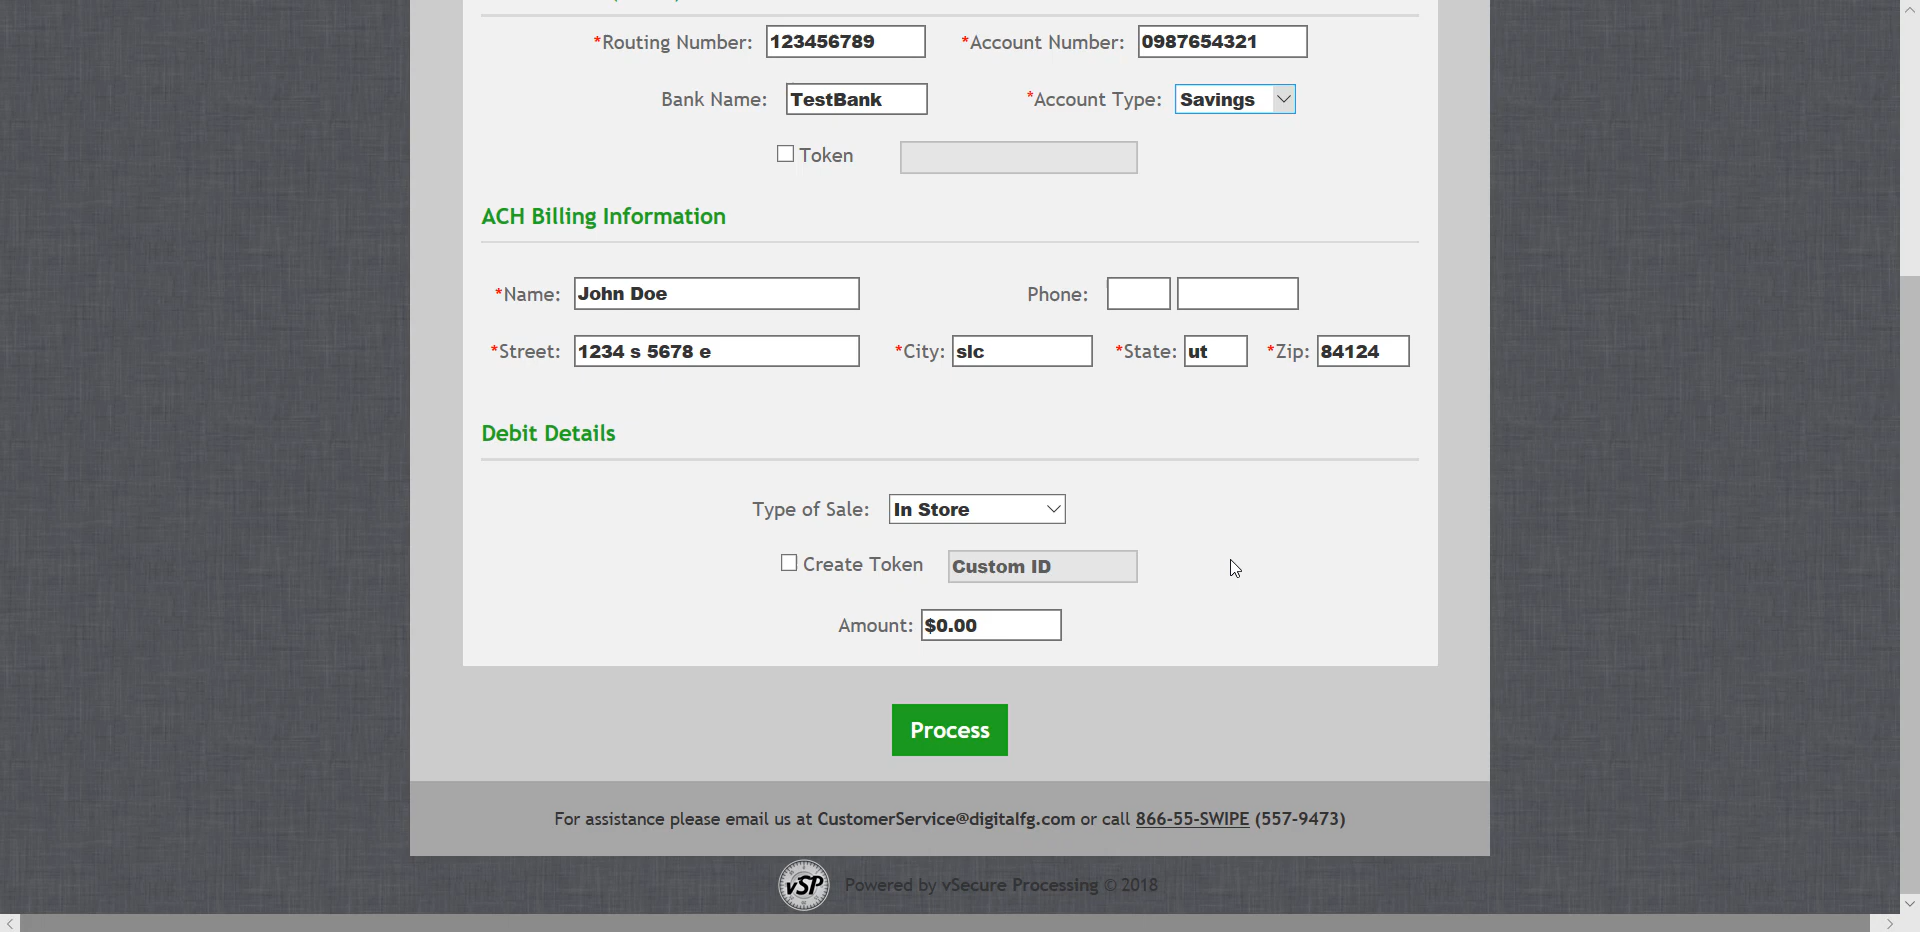 *Routing Number: 123456789 *Account Number: 0987654321
Bank Name: TestBank *Account Type: Savings
Token
ACH Billing Information
*Name: John Doe Phone:
*Street: 1234 s 5678 e *City: slc *State: ut *Zip: 84124
Debit Details
Type of Sale: In Store
Create Token Custom ID
Amount: $0.00
Process
For assistance please email us at CustomerService@digitalfg.com or call 866-55-SWIPE (557-9473)
vSP Powered by vSecure Processing © 2018